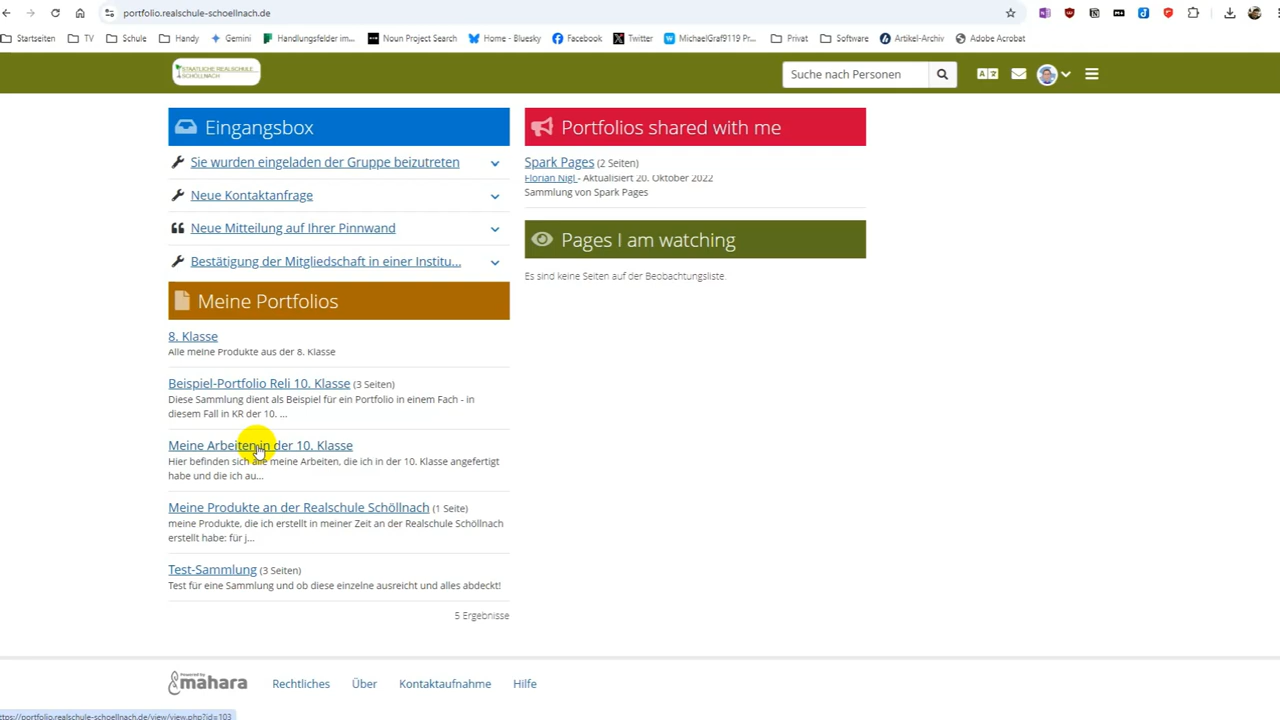 portfolio.realschule-schoellnach.de
Startseiten TV Schule Handy Gemini Handlungsfelder im... Noun Project Search Home - Bluesky Facebook Twitter MichaelGraf9119 Pr... Privat Software Artikel-Archiv Adobe Acrobat
STAATLICHE REALSCHULE
SCHÖLLNACH
Suche nach Personen
Eingangsbox
Sie wurden eingeladen der Gruppe beizutreten
Neue Kontaktanfrage
Neue Mitteilung auf Ihrer Pinnwand
Bestätigung der Mitgliedschaft in einer Institu...
Meine Portfolios
8. Klasse
Alle meine Produkte aus der 8. Klasse
Beispiel-Portfolio Reli 10. Klasse (3 Seiten)
Diese Sammlung dient als Beispiel für ein Portfolio in einem Fach - in
diesem Fall in KR der 10. ...
Meine Arbeiten in der 10. Klasse
Hier befinden sich alle meine Arbeiten, die ich in der 10. Klasse angefertigt
habe und die ich au...
Meine Produkte an der Realschule Schöllnach (1 Seite)
meine Produkte, die ich erstellt in meiner Zeit an der Realschule Schöllnach
erstellt habe: für j...
Test-Sammlung (3 Seiten)
Test für eine Sammlung und ob diese einzelne ausreicht und alles abdeckt!
5 Ergebnisse
Portfolios shared with me
Spark Pages (2 Seiten)
Florian Nigl - Aktualisiert 20. Oktober 2022
Sammlung von Spark Pages
Pages I am watching
Es sind keine Seiten auf der Beobachtungsliste.
Powered by
mahara
Rechtliches Über Kontaktaufnahme Hilfe
https://portfolio.realschule-schoellnach.de/view/view.php?id=103